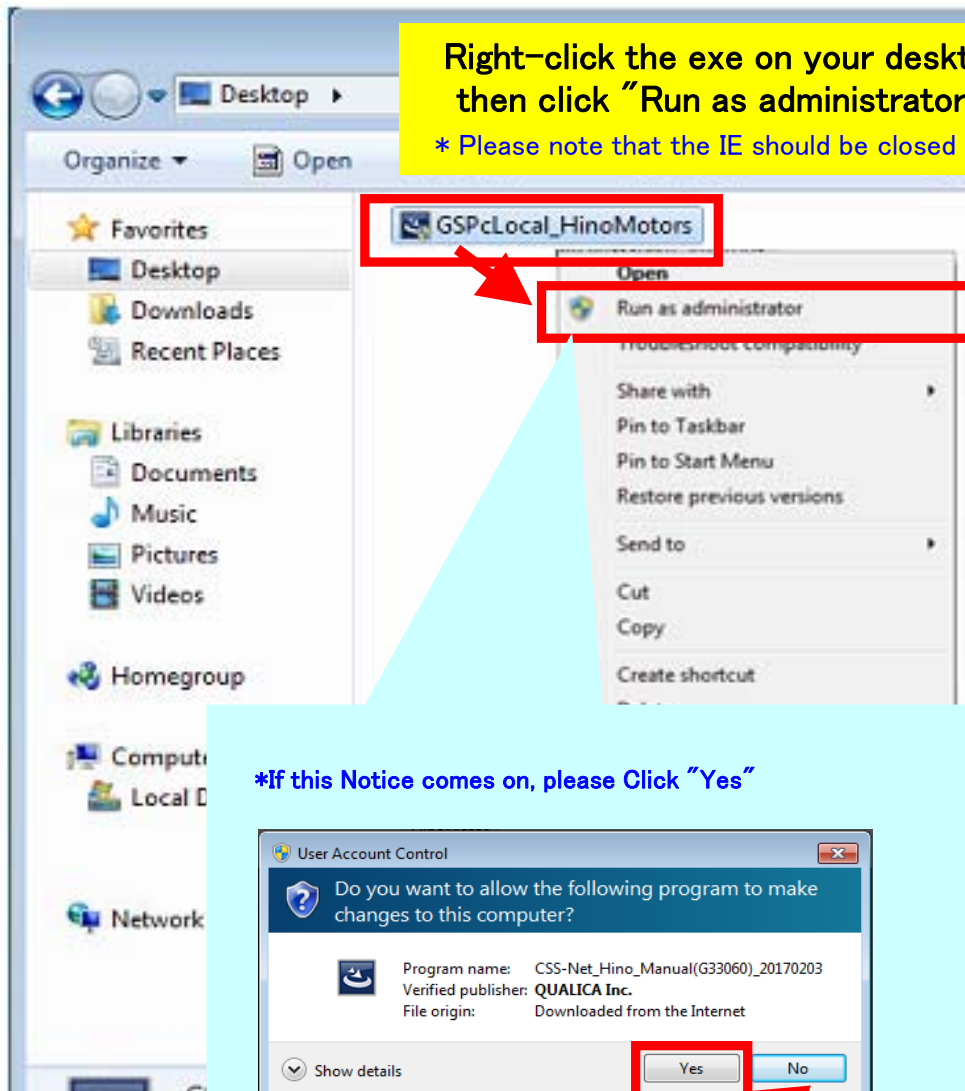 Right-click the exe on your deskt
then click "Run as administrator
* Please note that the IE should be closed
Desktop
Organize
Open
Favorites
Desktop
Downloads
Recent Places
Libraries
Documents
Music
Pictures
Videos
Homegroup
Compute
Local D
Network
GSPcLocal_HinoMotors
Open
Run as administrator
Troubleshoot compatibility
Share with
Pin to Taskbar
Pin to Start Menu
Restore previous versions
Send to
Cut
Copy
Create shortcut
*If this Notice comes on, please Click "Yes"
User Account Control
Do you want to allow the following program to make
changes to this computer?
Program name: CSS-Net_Hino_Manual(G33060)_20170203
Verified publisher: QUALICA Inc.
File origin: Downloaded from the Internet
Show details
Yes
No